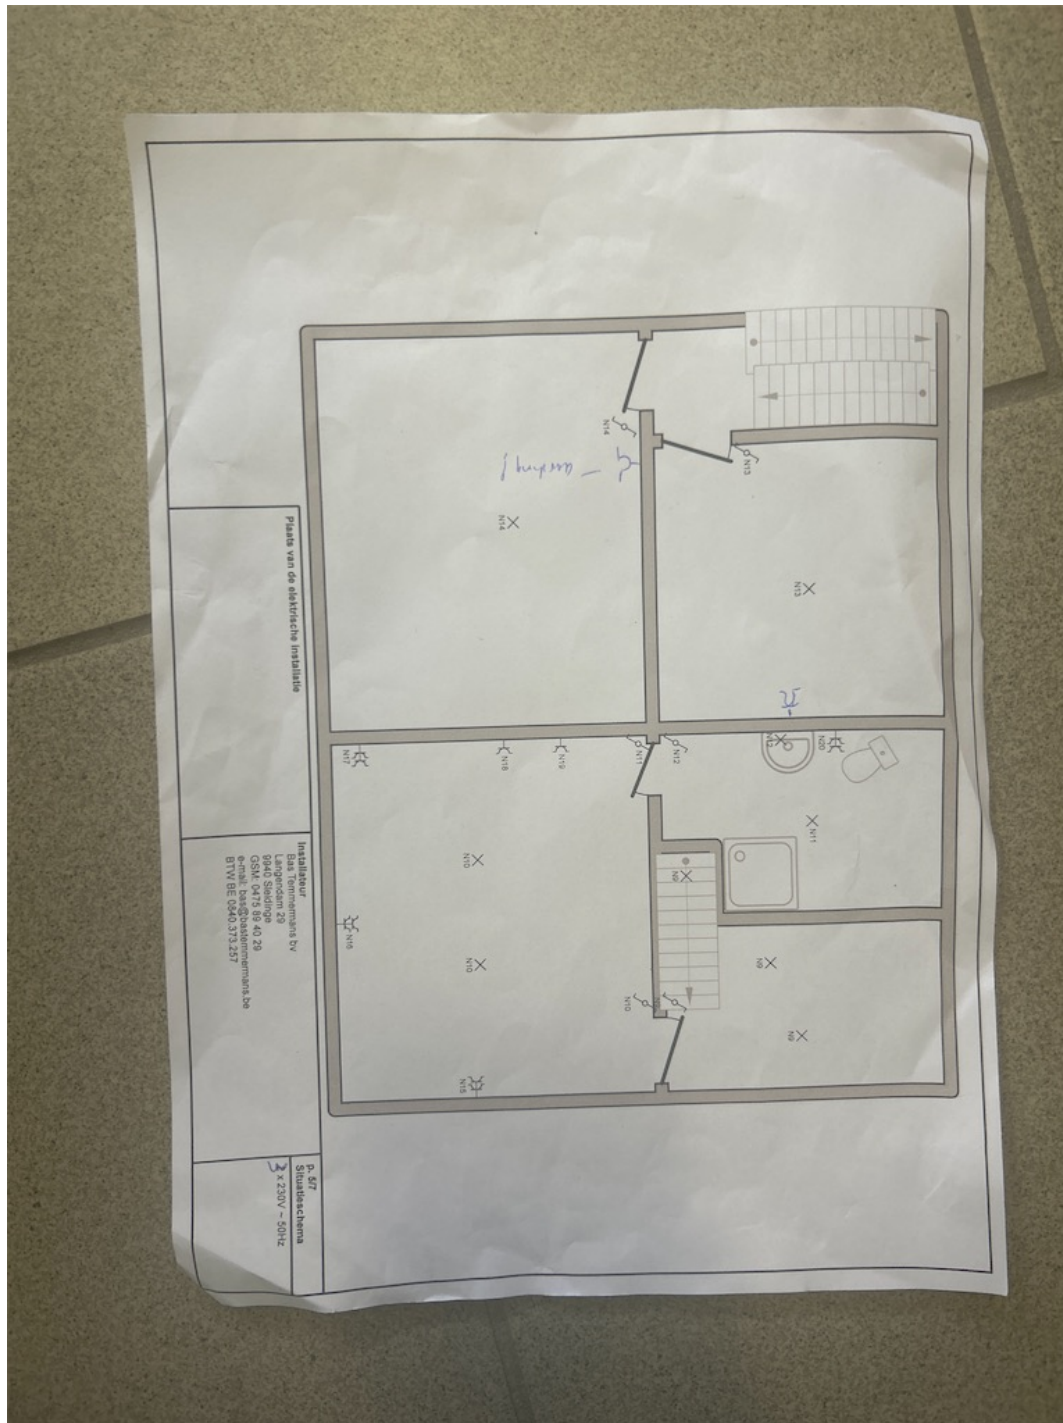 N20
N11
N13
N9
N9
N13
N12
N9
N11
N10
N14
N19
N18
N14
N10
N10
N15
N17
N16
Plaats van de elektrische installatie
Installateur
Bas Temmermans bv
Langendam 29
9940 Sleidinge
GSM: 0475 89 40 29
e-mail: bas@bastemmermans.be
BTW BE 0840.373.257
p. 5/7
Situatieschema
3 x 230V ~ 50Hz